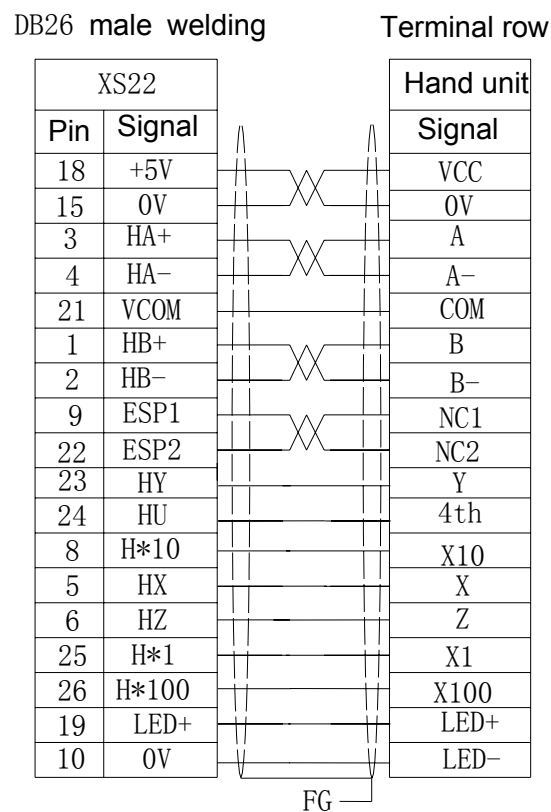 DB26 male welding Terminal row
XS22 Hand unit
Pin Signal Signal
18 +5V VCC
15 0V 0V
3 HA+ A
4 HA− A−
21 VCOM COM
1 HB+ B
2 HB− B−
9 ESP1 NC1
22 ESP2 NC2
23 HY Y
24 HU 4th
8 H*10 X10
5 HX X
6 HZ Z
25 H*1 X1
26 H*100 X100
19 LED+ LED+
10 0V LED−
FG